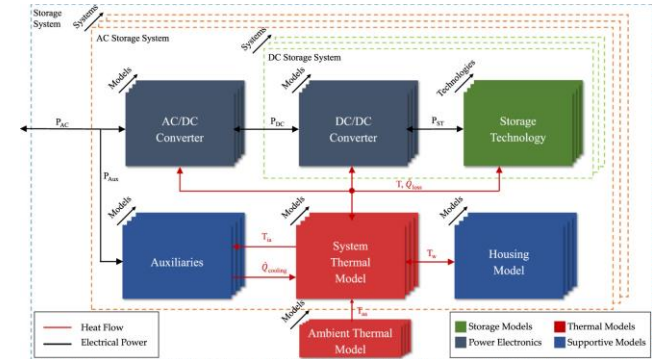 Storage
System
Systems
AC Storage System
Systems
DC Storage System
Models
Models
Technologies
AC/DC
Converter
DC/DC
Converter
Storage
Technology
P_AC
P_DC
P_ST
P_Aux
T, Q̇_loss
Models
Models
Models
Auxiliaries
T_in
Q̇_cooling
System
Thermal
Model
T_w
Housing
Model
Models
Ambient Thermal
Model
Heat Flow
Electrical Power
Storage Models
Thermal Models
Power Electronics
Supportive Models